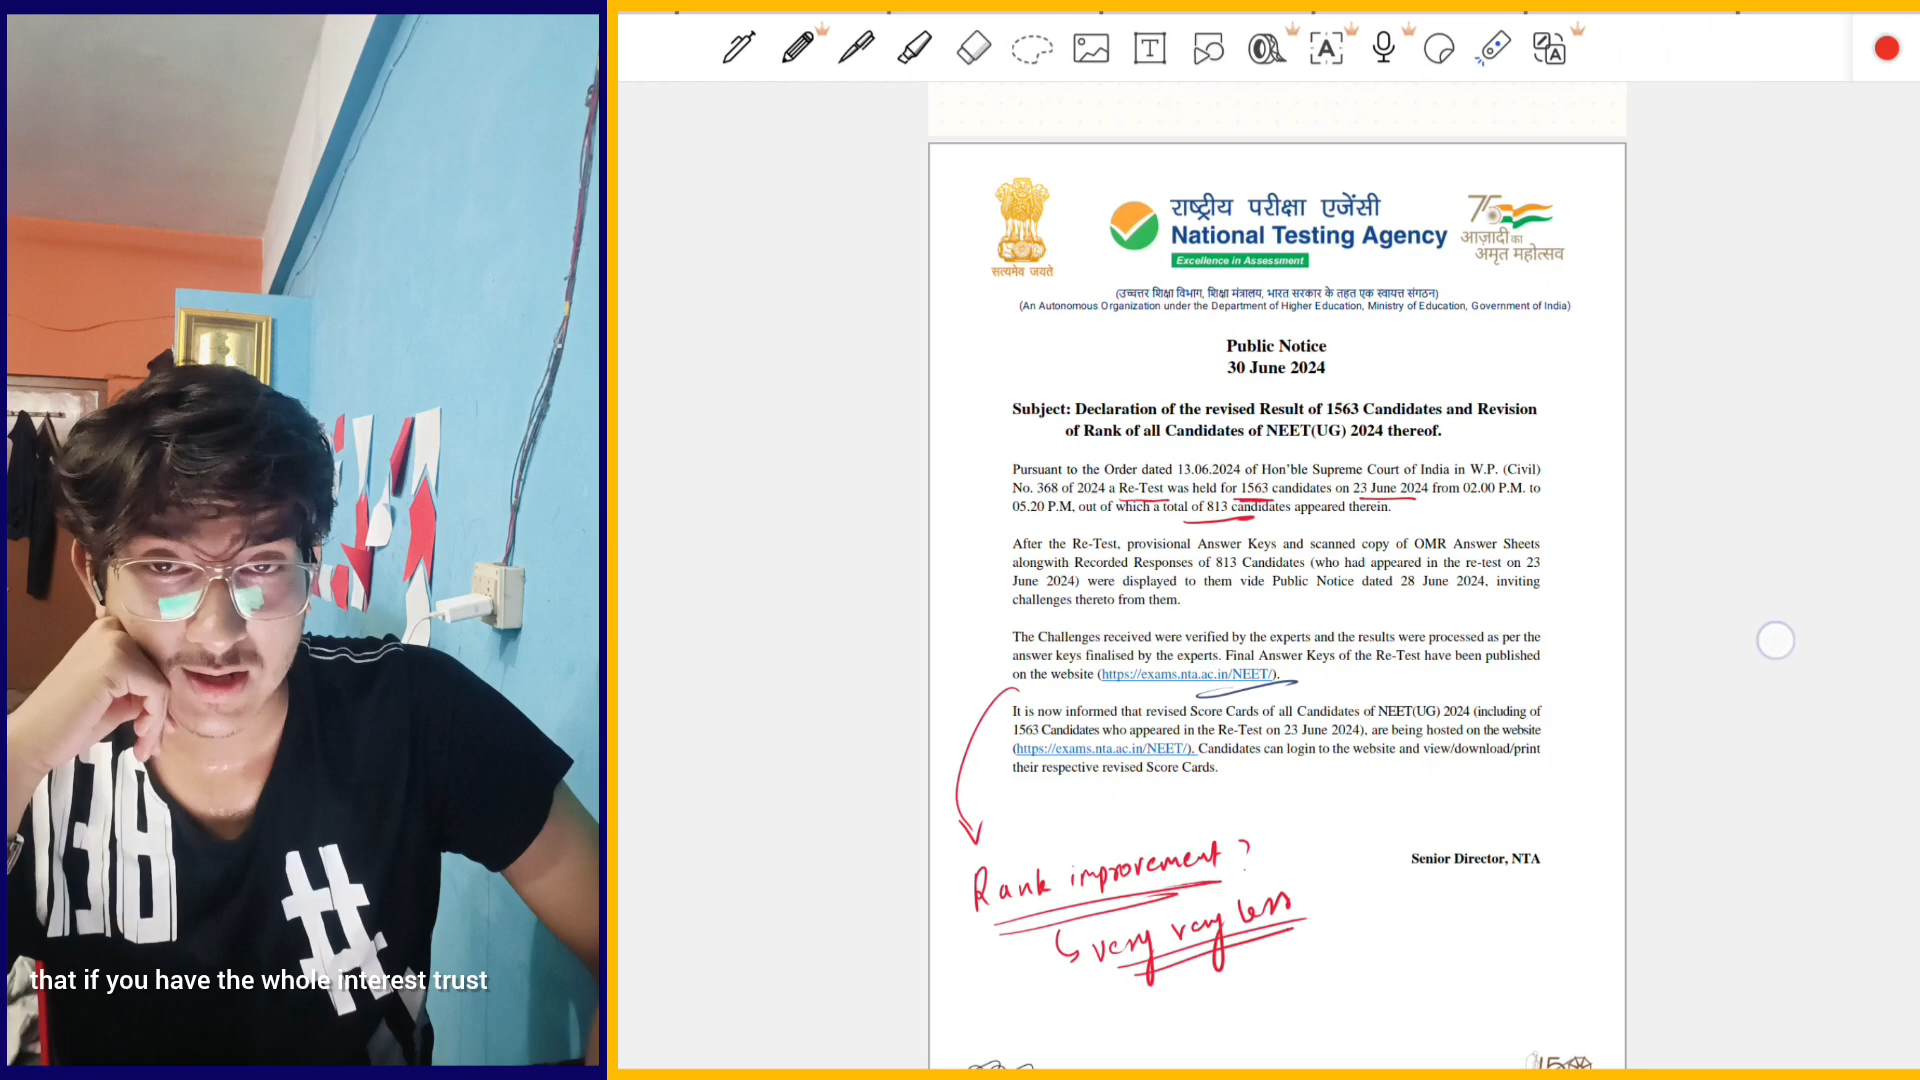 सत्यमेव जयते
राष्ट्रीय परीक्षा एजेंसी
National Testing Agency
Excellence in Assessment
75
आज़ादी का
अमृत महोत्सव
(उच्चत्तर शिक्षा विभाग, शिक्षा मंत्रालय, भारत सरकार के तहत एक स्वायत्त संगठन)
(An Autonomous Organization under the Department of Higher Education, Ministry of Education, Government of India)
Public Notice
30 June 2024
Subject: Declaration of the revised Result of 1563 Candidates and Revision
of Rank of all Candidates of NEET(UG) 2024 thereof.
Pursuant to the Order dated 13.06.2024 of Hon'ble Supreme Court of India in W.P. (Civil)
No. 368 of 2024 a Re-Test was held for 1563 candidates on 23 June 2024 from 02.00 P.M. to
05.20 P.M, out of which a total of 813 candidates appeared therein.
After the Re-Test, provisional Answer Keys and scanned copy of OMR Answer Sheets
alongwith Recorded Responses of 813 Candidates (who had appeared in the re-test on 23
June 2024) were displayed to them vide Public Notice dated 28 June 2024, inviting
challenges thereto from them.
The Challenges received were verified by the experts and the results were processed as per the
answer keys finalised by the experts. Final Answer Keys of the Re-Test have been published
on the website (https://exams.nta.ac.in/NEET/).
It is now informed that revised Score Cards of all Candidates of NEET(UG) 2024 (including of
1563 Candidates who appeared in the Re-Test on 23 June 2024), are being hosted on the website
(https://exams.nta.ac.in/NEET/). Candidates can login to the website and view/download/print
their respective revised Score Cards.
Senior Director, NTA
Rank improvement ?
very very less
#
that if you have the whole interest trust